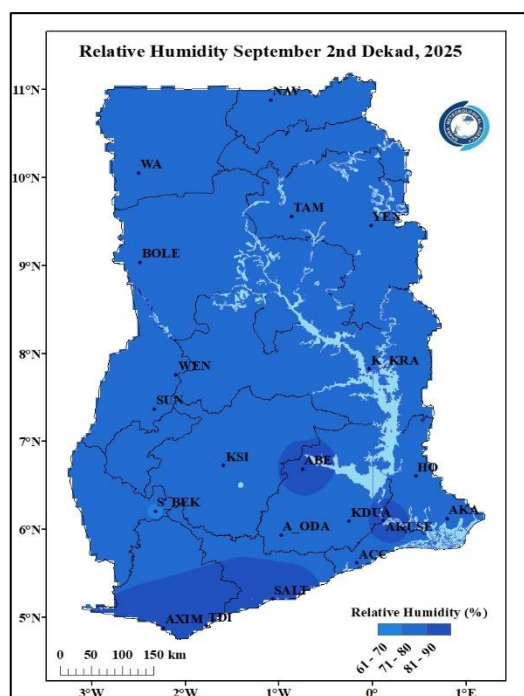 Relative Humidity September 2nd Dekad, 2025
11°N
NAV
WA
10°N
TAM
YEN
BOLE
9°N
8°N
K_KRA
WEN
SUN
7°N
KSI
ABE
HO
S_BEK
KDUA
AKA
6°N
A_ODA
AKUSE
ACC
SALT
5°N
AXIM
TDI
Relative Humidity (%)
61 - 70
71 - 80
81 - 90
0 50 100 150 km
3°W 2°W 1°W 0° 1°E